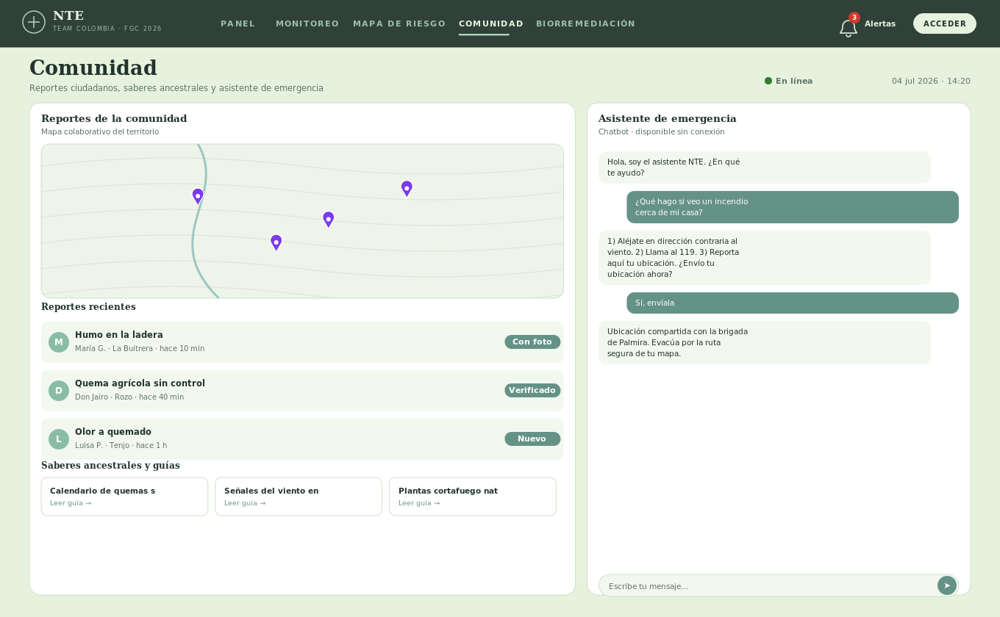 NTE
TEAM COLOMBIA · FGC 2026
PANEL
MONITOREO
MAPA DE RIESGO
COMUNIDAD
BIORREMEDIACIÓN
3
Alertas
ACCEDER
Comunidad
Reportes ciudadanos, saberes ancestrales y asistente de emergencia
En línea
04 jul 2026 · 14:20
Reportes de la comunidad
Mapa colaborativo del territorio
Reportes recientes
M
Humo en la ladera
María G. · La Buitrera · hace 10 min
Con foto
D
Quema agrícola sin control
Don Jairo · Rozo · hace 40 min
Verificado
L
Olor a quemado
Luisa P. · Tenjo · hace 1 h
Nuevo
Saberes ancestrales y guías
Calendario de quemas s
Leer guía →
Señales del viento en
Leer guía →
Plantas cortafuego nat
Leer guía →
Asistente de emergencia
Chatbot · disponible sin conexión
Hola, soy el asistente NTE. ¿En qué
te ayudo?
¿Qué hago si veo un incendio
cerca de mi casa?
1) Aléjate en dirección contraria al
viento. 2) Llama al 119. 3) Reporta
aquí tu ubicación. ¿Envío tu
ubicación ahora?
Sí, envíala
Ubicación compartida con la brigada
de Palmira. Evacúa por la ruta
segura de tu mapa.
Escribe tu mensaje...